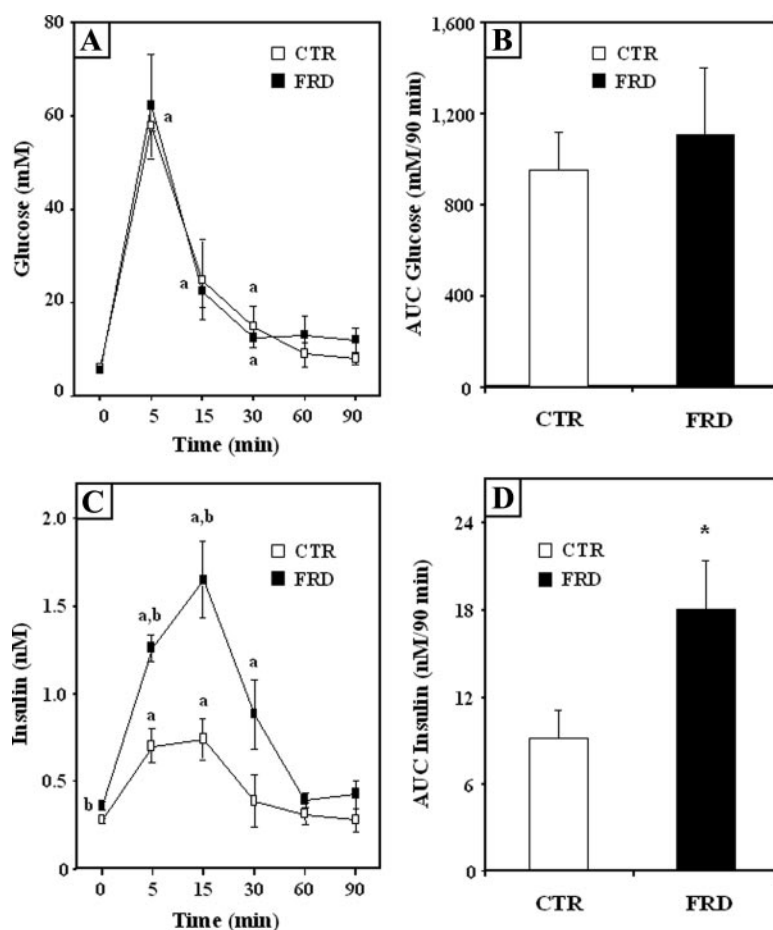 A
CTR
FRD
a
a
a
a
80
60
40
20
0
Glucose (mM)
0 5 15 30 60 90
Time (min)
B
CTR
FRD
1,600
1,200
800
400
0
AUC Glucose (mM/90 min)
CTR FRD
C
CTR
FRD
a,b
a,b
a
a
a
b
2.0
1.5
1.0
0.5
0
Insulin (nM)
0 5 15 30 60 90
Time (min)
D
CTR
FRD
*
24
18
12
6
0
AUC Insulin (nM/90 min)
CTR FRD